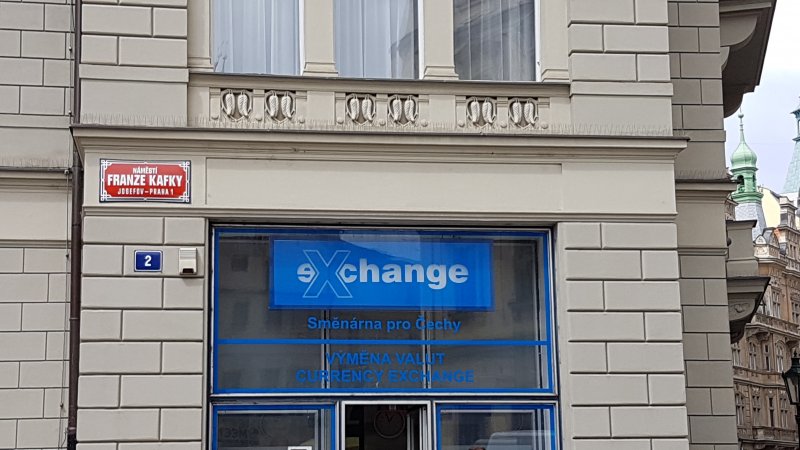 NÁMĚSTÍ
FRANZE KAFKY
JOSEFOV-PRAHA 1
2
eXchange
Směnárna pro Čechy
VÝMĚNA VALUT
CURRENCY EXCHANGE